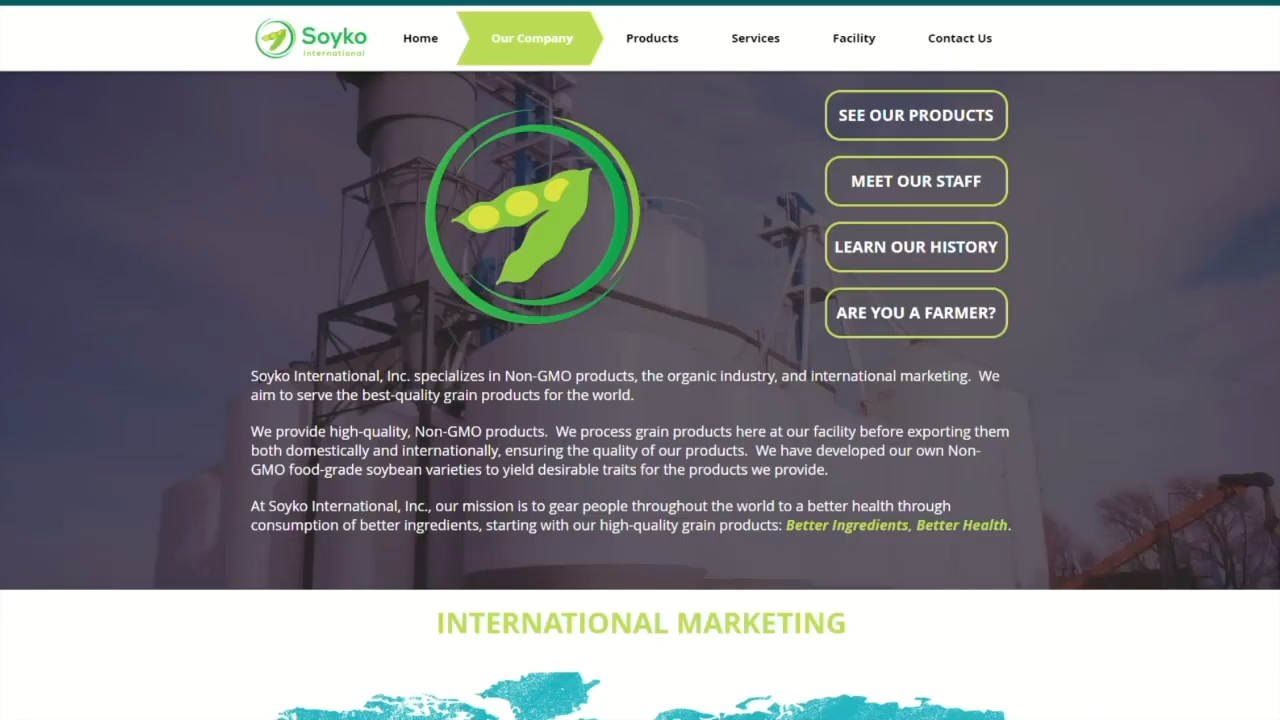 Soyko
International
Home
Our Company
Products
Services
Facility
Contact Us
SEE OUR PRODUCTS
MEET OUR STAFF
LEARN OUR HISTORY
ARE YOU A FARMER?
Soyko International, Inc. specializes in Non-GMO products, the organic industry, and international marketing.  We
aim to serve the best-quality grain products for the world.
We provide high-quality, Non-GMO products.  We process grain products here at our facility before exporting them
both domestically and internationally, ensuring the quality of our products.  We have developed our own Non-
GMO food-grade soybean varieties to yield desirable traits for the products we provide.
At Soyko International, Inc., our mission is to gear people throughout the world to a better health through
consumption of better ingredients, starting with our high-quality grain products: Better Ingredients, Better Health.
INTERNATIONAL MARKETING